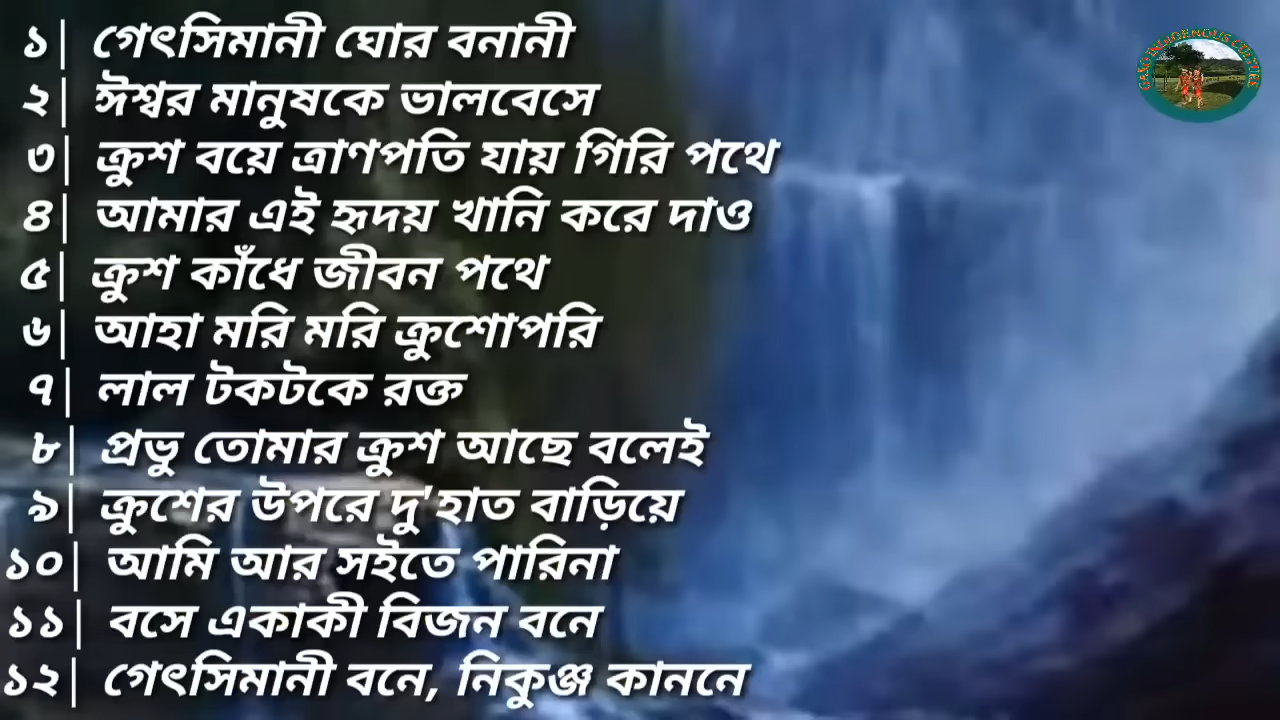 ১| গেৎসিমানী ঘোর বনানী
২| ঈশ্বর মানুষকে ভালবেসে
৩| ক্রুশ বয়ে ত্রাণপতি যায় গিরি পথে
৪| আমার এই হৃদয় খানি করে দাও
৫| ক্রুশ কাঁধে জীবন পথে
৬| আহা মরি মরি ক্রুশোপরি
৭| লাল টকটকে রক্ত
৮| প্রভু তোমার ক্রুশ আছে বলেই
৯| ক্রুশের উপরে দু'হাত বাড়িয়ে
১০| আমি আর সইতে পারিনা
১১| বসে একাকী বিজন বনে
১২| গেৎসিমানী বনে, নিকুঞ্জ কাননে